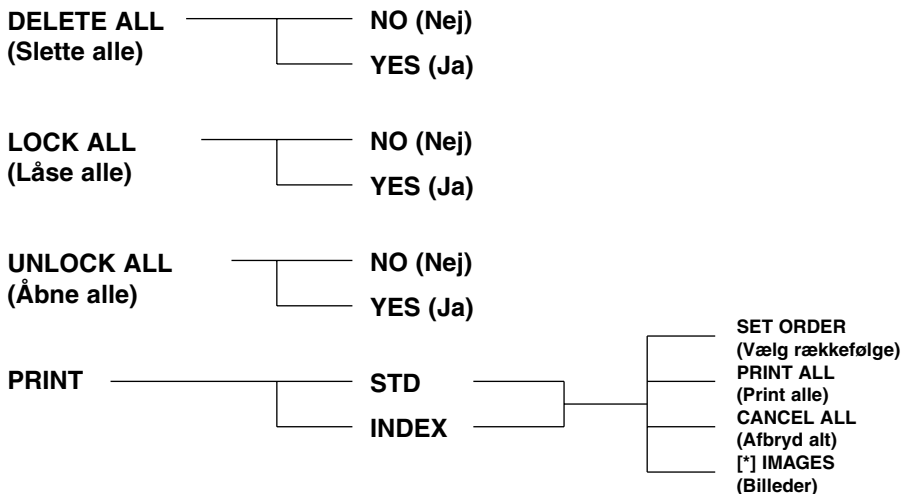 DELETE ALL
(Slette alle)
NO (Nej)
YES (Ja)
LOCK ALL
(Låse alle)
NO (Nej)
YES (Ja)
UNLOCK ALL
(Åbne alle)
NO (Nej)
YES (Ja)
PRINT
STD
INDEX
SET ORDER
(Vælg rækkefølge)
PRINT ALL
(Print alle)
CANCEL ALL
(Afbryd alt)
[*] IMAGES
(Billeder)